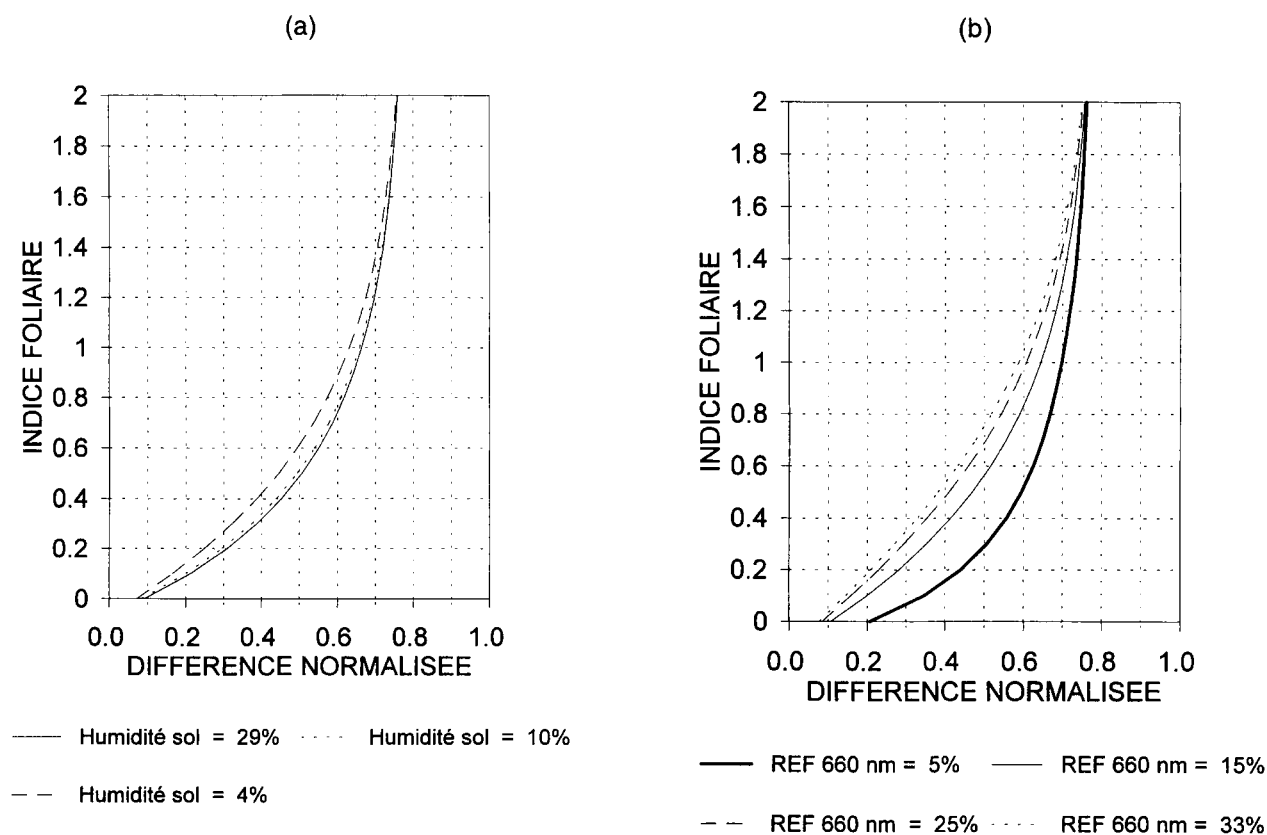 (a)
2
1.8
1.6
1.4
1.2
1
0.8
0.6
0.4
0.2
0
INDICE FOLIAIRE
0.0 0.2 0.4 0.6 0.8 1.0
DIFFERENCE NORMALISEE
Humidité sol = 29% Humidité sol = 10%
Humidité sol = 4%
(b)
2
1.8
1.6
1.4
1.2
1
0.8
0.6
0.4
0.2
0
INDICE FOLIAIRE
0.0 0.2 0.4 0.6 0.8 1.0
DIFFERENCE NORMALISEE
REF 660 nm = 5% REF 660 nm = 15%
REF 660 nm = 25% REF 660 nm = 33%